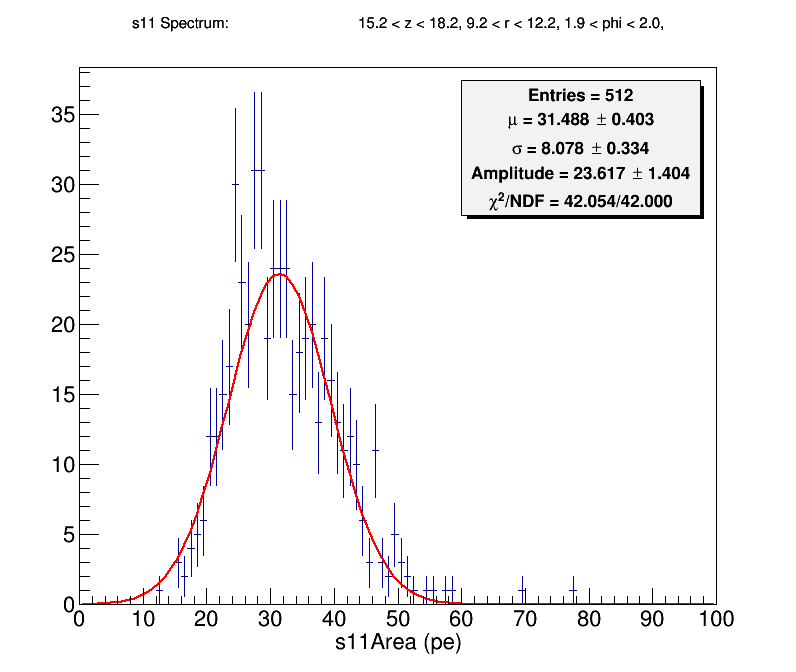 s11 Spectrum: 15.2 < z < 18.2, 9.2 < r < 12.2, 1.9 < phi < 2.0,
Entries = 512
μ = 31.488 ± 0.403
σ = 8.078 ± 0.334
Amplitude = 23.617 ± 1.404
χ²/NDF = 42.054/42.000
35
30
25
20
15
10
5
0
0 10 20 30 40 50 60 70 80 90 100
s11Area (pe)